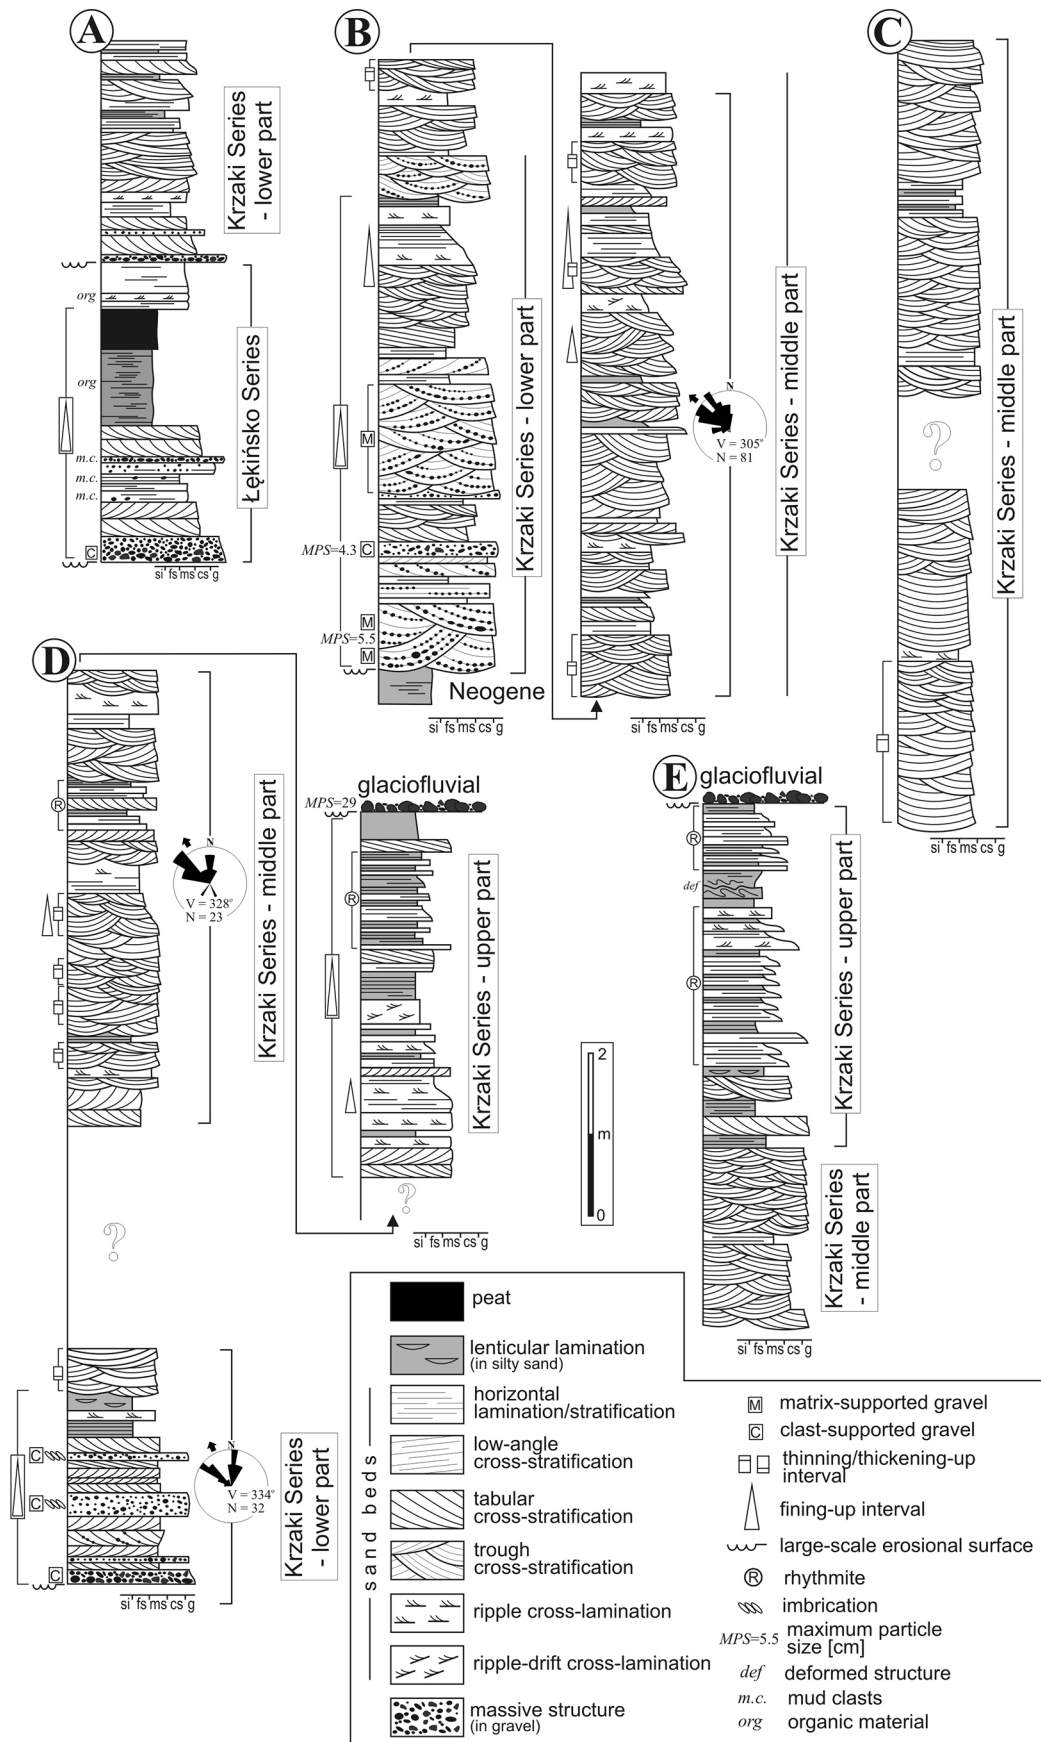 A
Krzaki Series
- lower part
org
org
m.c.
m.c.
m.c.
C
Łękińsko Series
si fs ms cs g
B
M
MPS=4.3
C
M
MPS=5.5
M
Krzaki Series - lower part
Neogene
si fs ms cs g
N
V = 305°
N = 81
Krzaki Series - middle part
si fs ms cs g
C
?
Krzaki Series - middle part
si fs ms cs g
D
R
N
V = 328°
N = 23
Krzaki Series - middle part
?
C
C
C
N
V = 334°
N = 32
Krzaki Series
- lower part
si fs ms cs g
glaciofluvial
MPS=29
R
Krzaki Series - upper part
?
si fs ms cs g
2
m
0
E
glaciofluvial
R
def
R
Krzaki Series - upper part
Krzaki Series
- middle part
si fs ms cs g
peat
lenticular lamination
(in silty sand)
sand beds
horizontal
lamination/stratification
low-angle
cross-stratification
tabular
cross-stratification
trough
cross-stratification
ripple cross-lamination
ripple-drift cross-lamination
massive structure
(in gravel)
M matrix-supported gravel
C clast-supported gravel
thinning/thickening-up
interval
fining-up interval
large-scale erosional surface
R rhythmite
imbrication
MPS=5.5 maximum particle
size [cm]
def deformed structure
m.c. mud clasts
org organic material